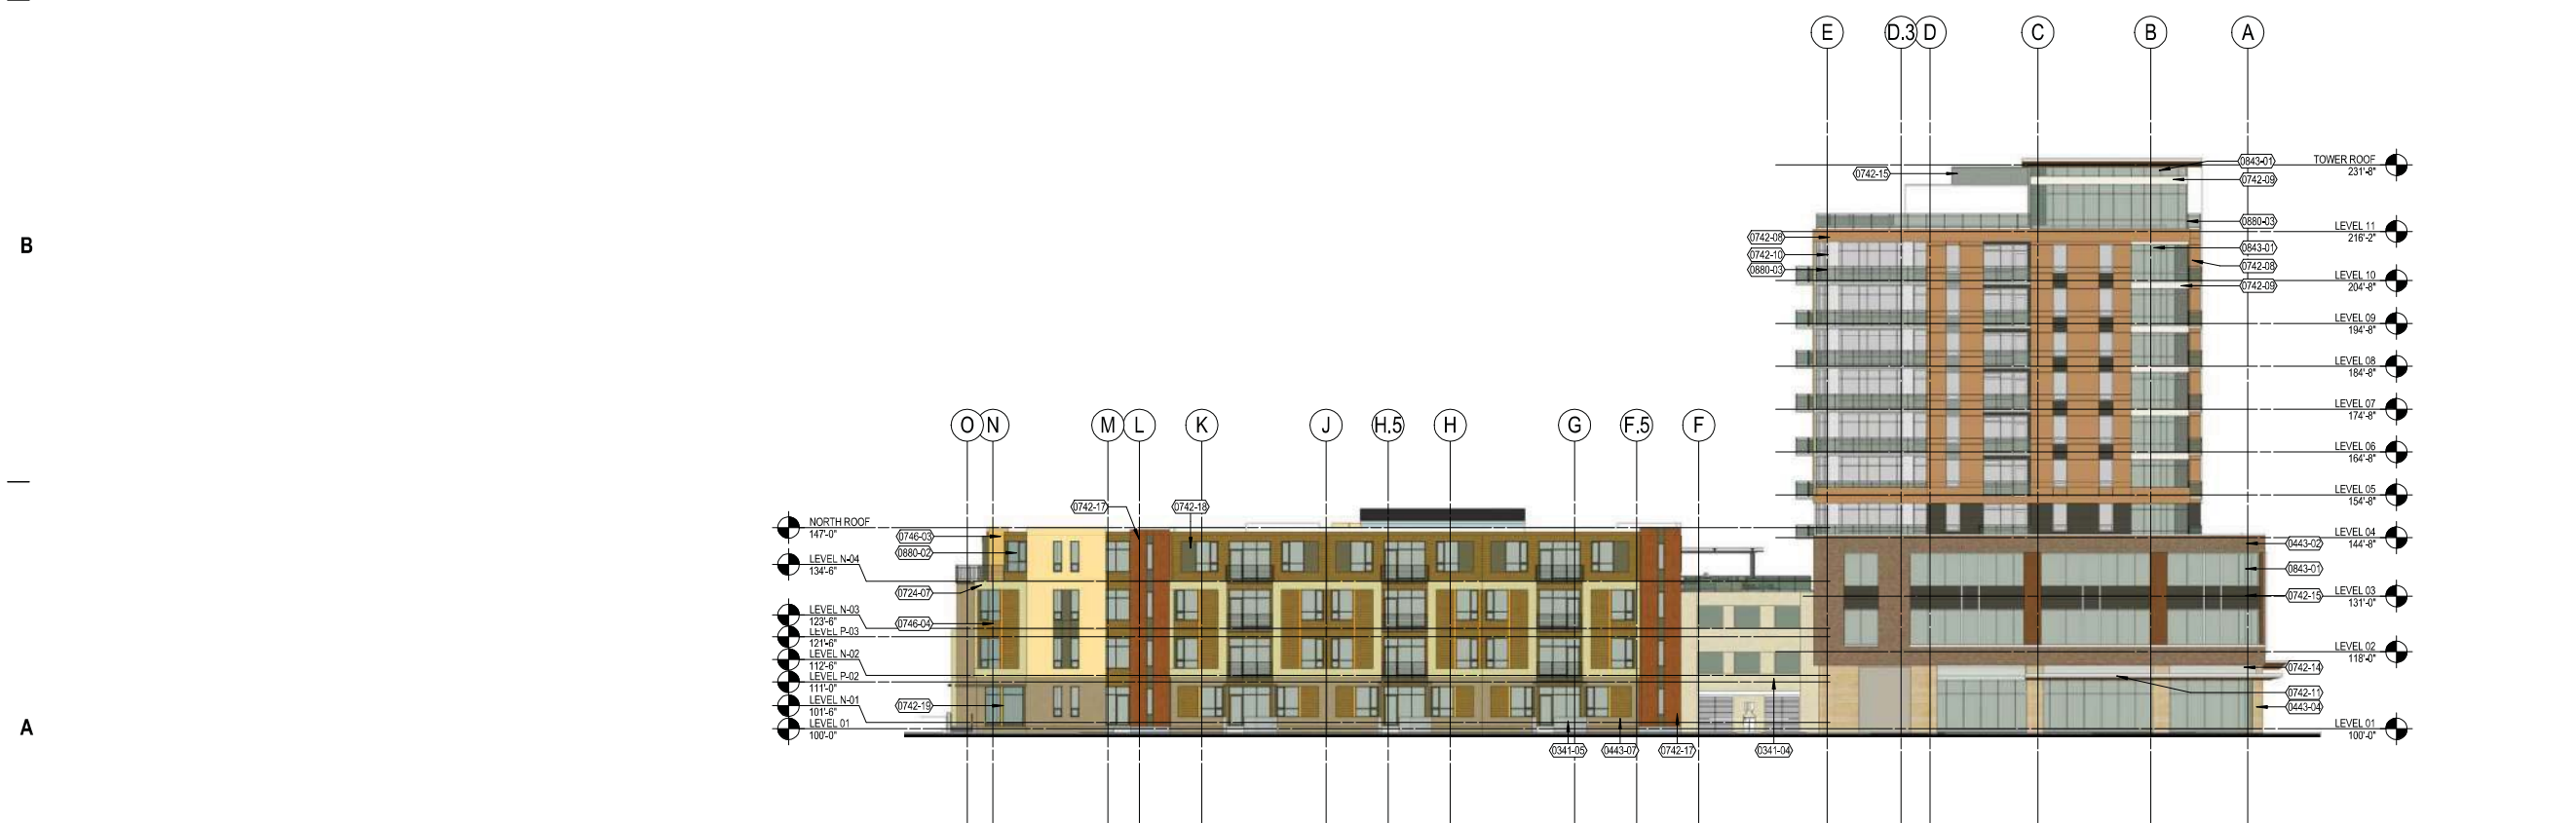 E D.3 D C B A
0843-01
TOWER ROOF
231'-8"
0742-15
0742-09
B
0880-03
LEVEL 11
216'-2"
0742-08
0843-01
0742-10
0742-08
0880-03
LEVEL 10
204'-8"
0742-09
LEVEL 09
194'-8"
LEVEL 08
184'-8"
LEVEL 07
174'-8"
O N M L K J H.5 H G F.5 F
LEVEL 06
164'-8"
LEVEL 05
154'-8"
0742-17
0742-18
NORTH ROOF
147'-0"
0746-03
LEVEL 04
144'-8"
0443-02
0880-02
LEVEL N-04
134'-6"
0843-01
0724-07
0742-15
LEVEL 03
131'-0"
LEVEL N-03
123'-6"
0746-04
LEVEL P-03
121'-6"
LEVEL 02
118'-0"
LEVEL N-02
112'-6"
0742-14
LEVEL P-02
111'-0"
0742-11
LEVEL N-01
101'-6"
0742-19
0443-04
A
LEVEL 01
100'-0"
LEVEL 01
100'-0"
0341-05
0443-07
0742-17
0341-04